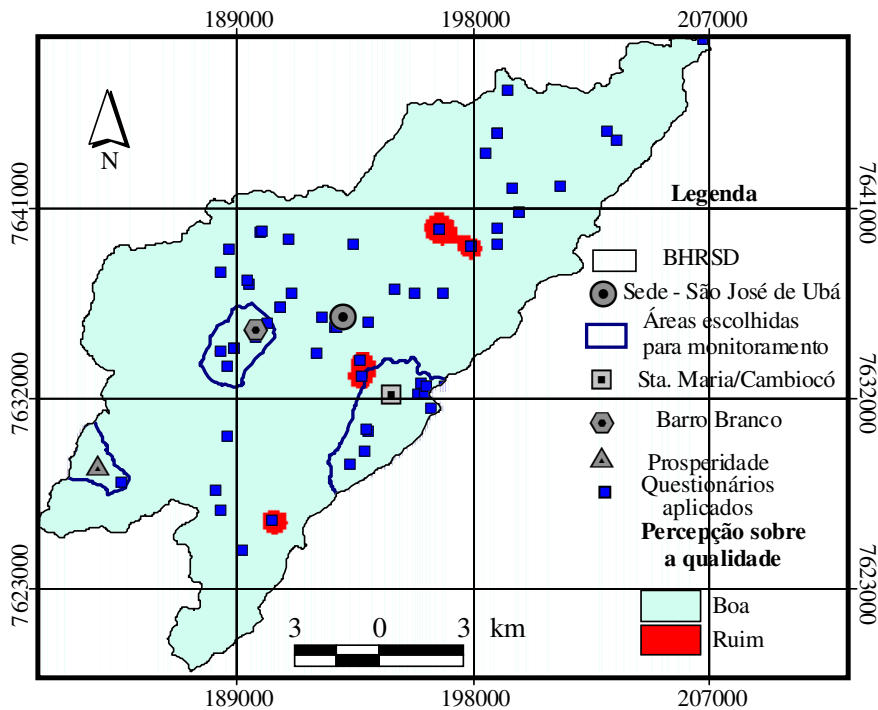 189000 198000 207000
N
7641000 7641000
Legenda
BHRSD
Sede - São José de Ubá
Áreas escolhidas
para monitoramento
Sta. Maria/Cambiocó
7632000 7632000
Barro Branco
Prosperidade
Questionários
aplicados
Percepção sobre
a qualidade
7623000 7623000
Boa
Ruim
3 0 3 km
189000 198000 207000